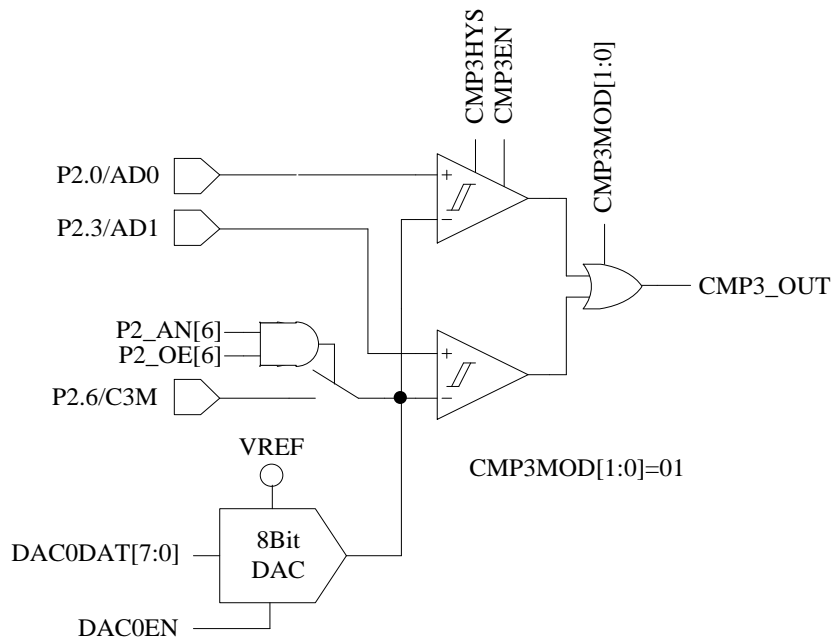 CMP3HYS
CMP3EN
CMP3MOD[1:0]
P2.0/AD0
+
−
P2.3/AD1
CMP3_OUT
P2_AN[6]
P2_OE[6]
+
P2.6/C3M
−
VREF
CMP3MOD[1:0]=01
DAC0DAT[7:0]
8Bit
DAC
DAC0EN